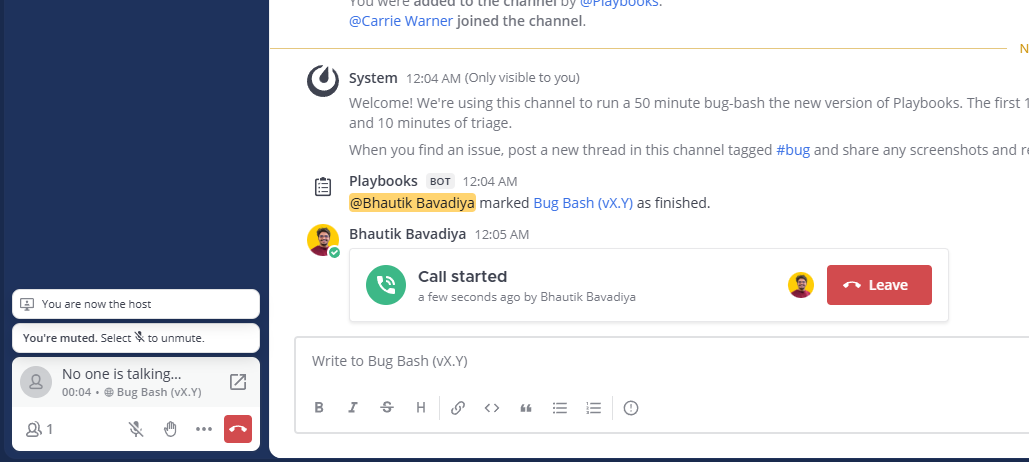 You were added to the channel by @Playbooks.
@Carrie Warner joined the channel.
N
System 12:04 AM (Only visible to you)
Welcome! We're using this channel to run a 50 minute bug-bash the new version of Playbooks. The first 1
and 10 minutes of triage.
When you find an issue, post a new thread in this channel tagged #bug and share any screenshots and re
Playbooks BOT 12:04 AM
@Bhautik Bavadiya marked Bug Bash (vX.Y) as finished.
Bhautik Bavadiya 12:05 AM
Call started
a few seconds ago by Bhautik Bavadiya
Leave
You are now the host
You're muted. Select to unmute.
No one is talking...
00:04 • Bug Bash (vX.Y)
1
Write to Bug Bash (vX.Y)
B I S H